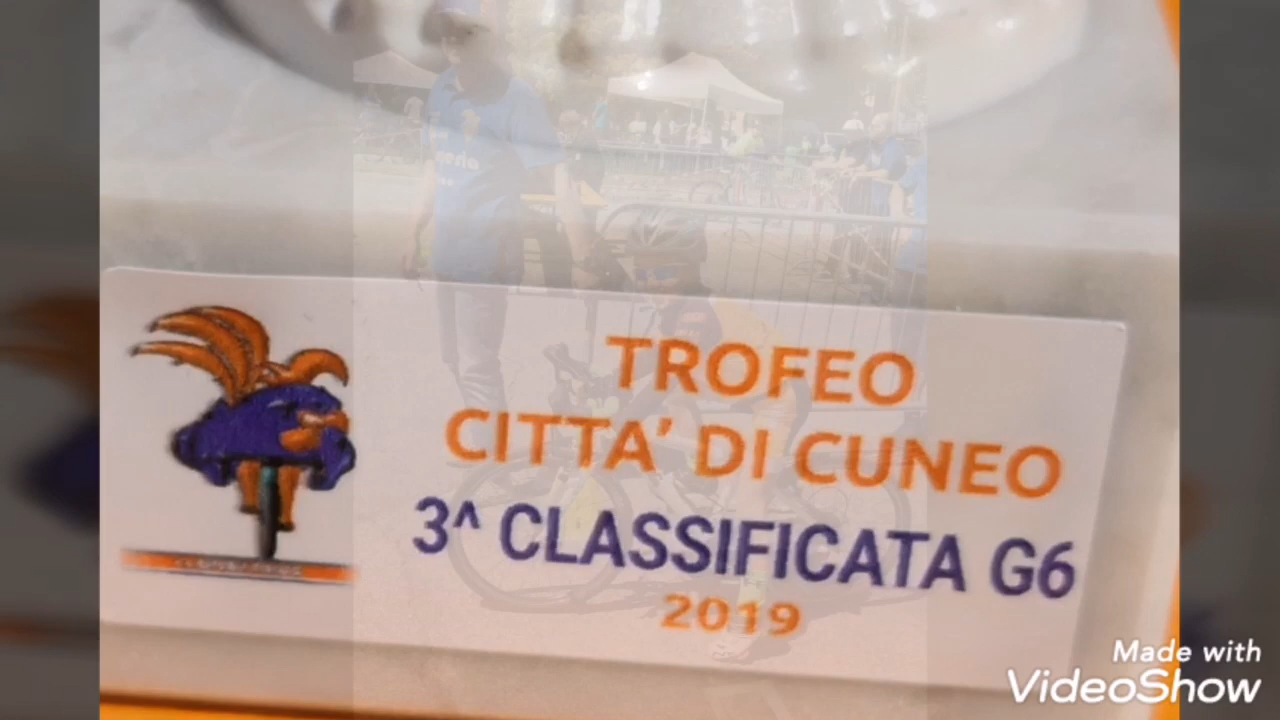 TROFEO
CITTA' DI CUNEO
3^ CLASSIFICATA G6
2019
Made with
VideoShow